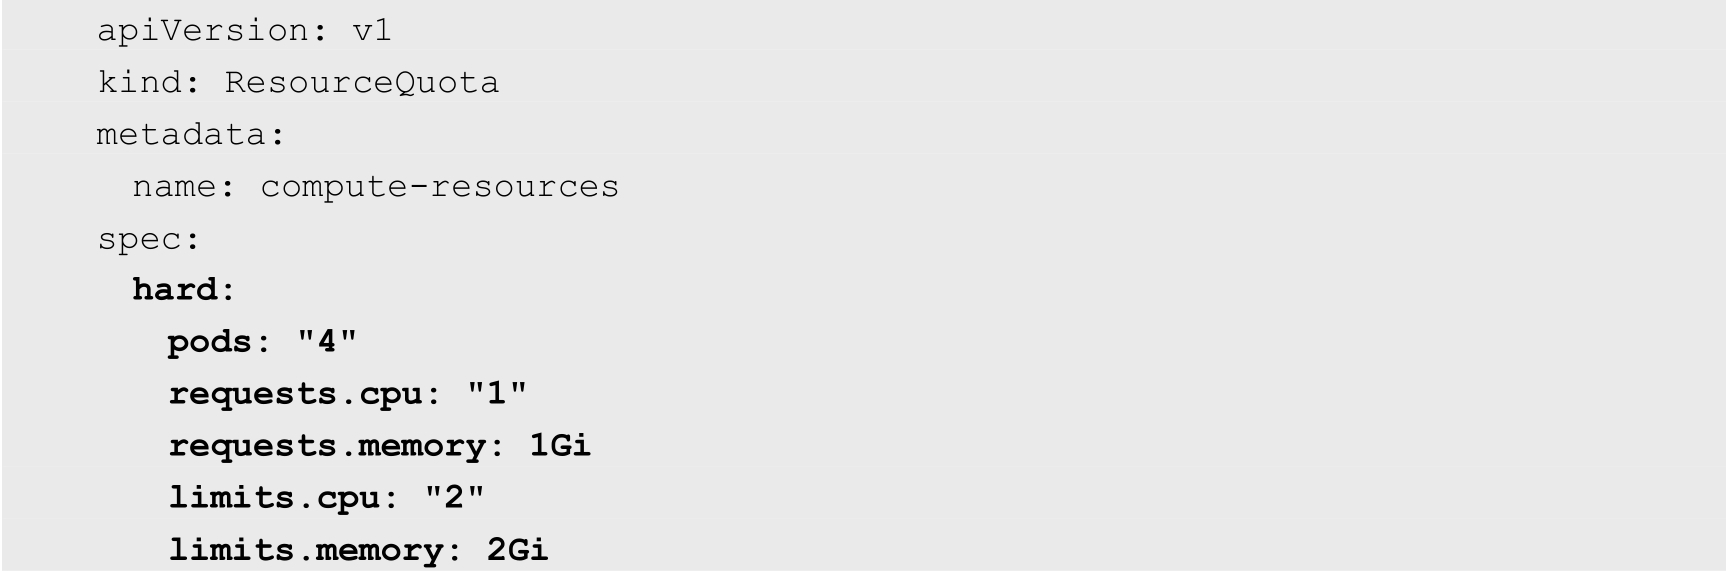 apiVersion: v1
kind: ResourceQuota
metadata:
  name: compute-resources
spec:
  hard:
    pods: "4"
    requests.cpu: "1"
    requests.memory: 1Gi
    limits.cpu: "2"
    limits.memory: 2Gi